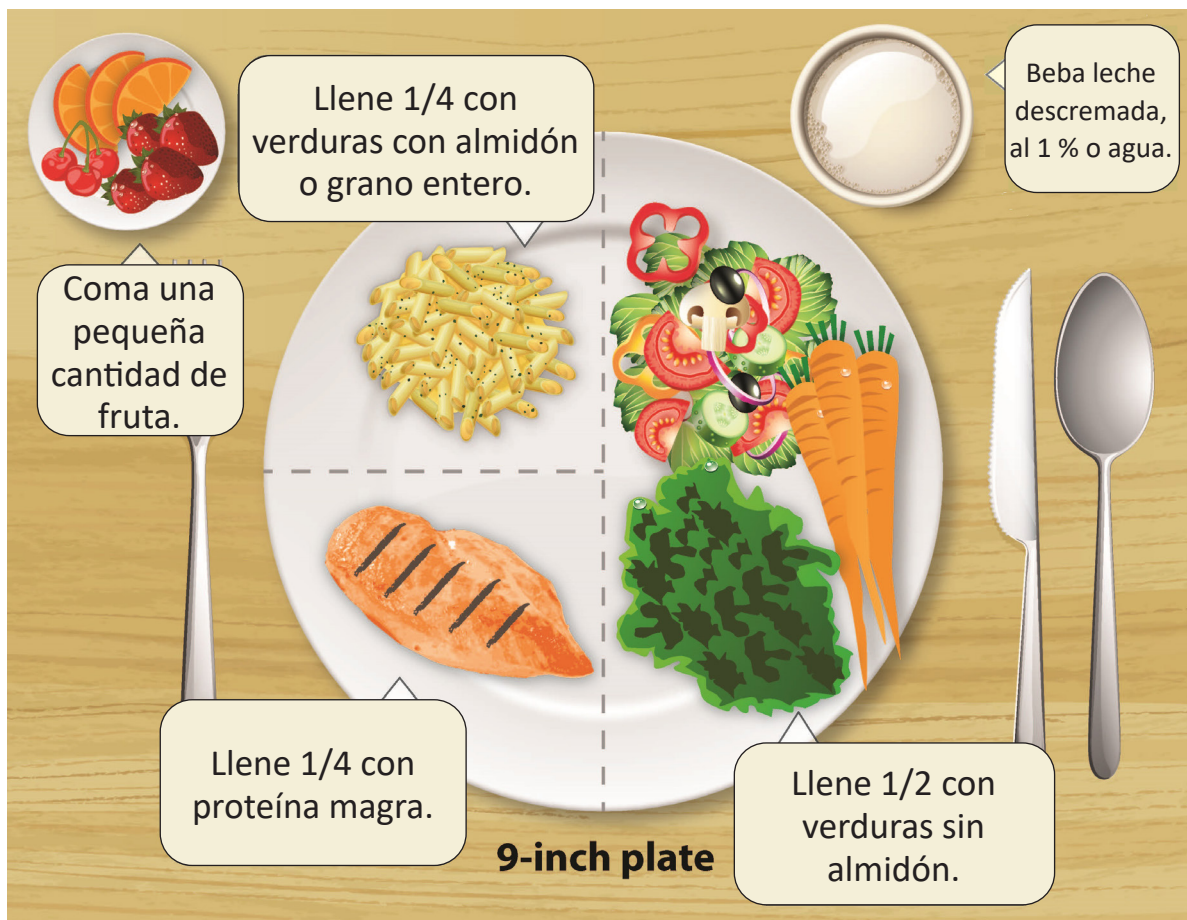 Llene 1/4 con
verduras con almidón
o grano entero.
Beba leche
descremada,
al 1 % o agua.
Coma una
pequeña
cantidad de
fruta.
Llene 1/4 con
proteína magra.
Llene 1/2 con
verduras sin
almidón.
9-inch plate